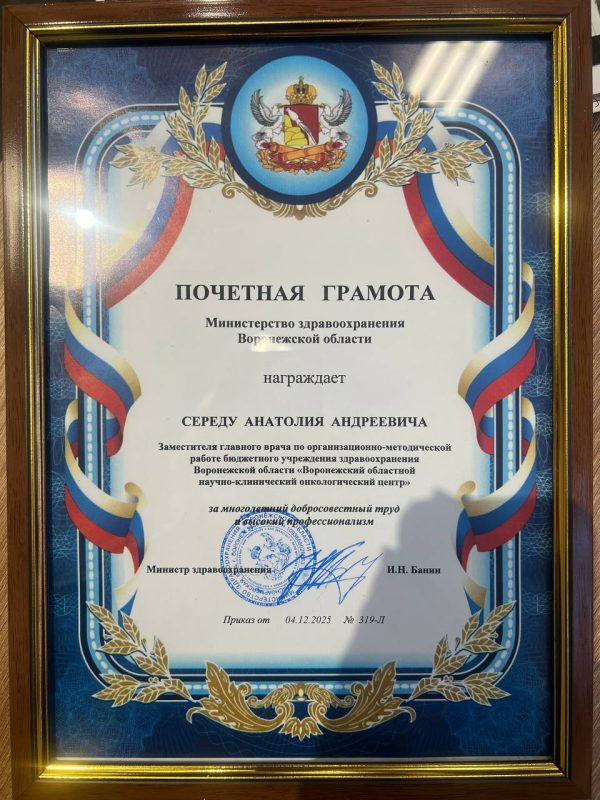 ПОЧЕТНАЯ ГРАМОТА
Министерство здравоохранения
Воронежской области
награждает
СЕРЕДУ АНАТОЛИЯ АНДРЕЕВИЧА
Заместителя главного врача по организационно-методической
работе бюджетного учреждения здравоохранения
Воронежской области «Воронежский областной
научно-клинический онкологический центр»
за многолетний добросовестный труд
и высокий профессионализм
Министр здравоохранения И.Н. Банин
Приказ от 04.12.2025 № 319-Л